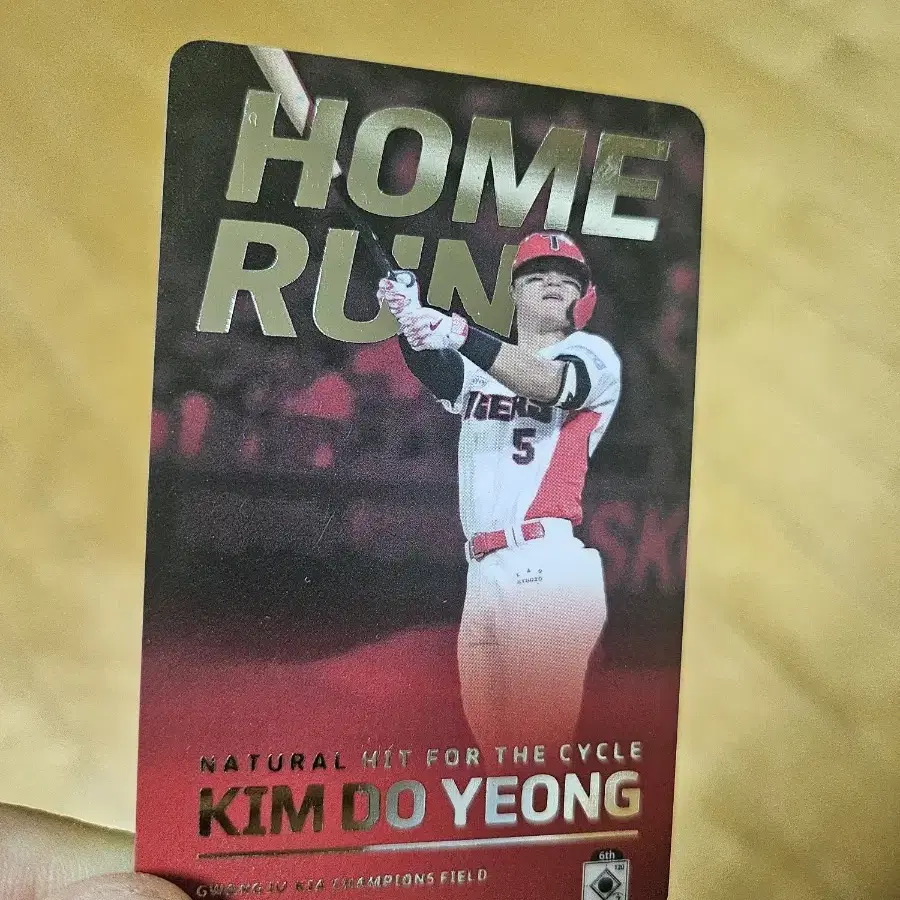 HOME
RUN
T
TIGERS
5
NATURAL HIT FOR THE CYCLE
KIM DO YEONG
GWANGJU KIA CHAMPIONS FIELD
6th